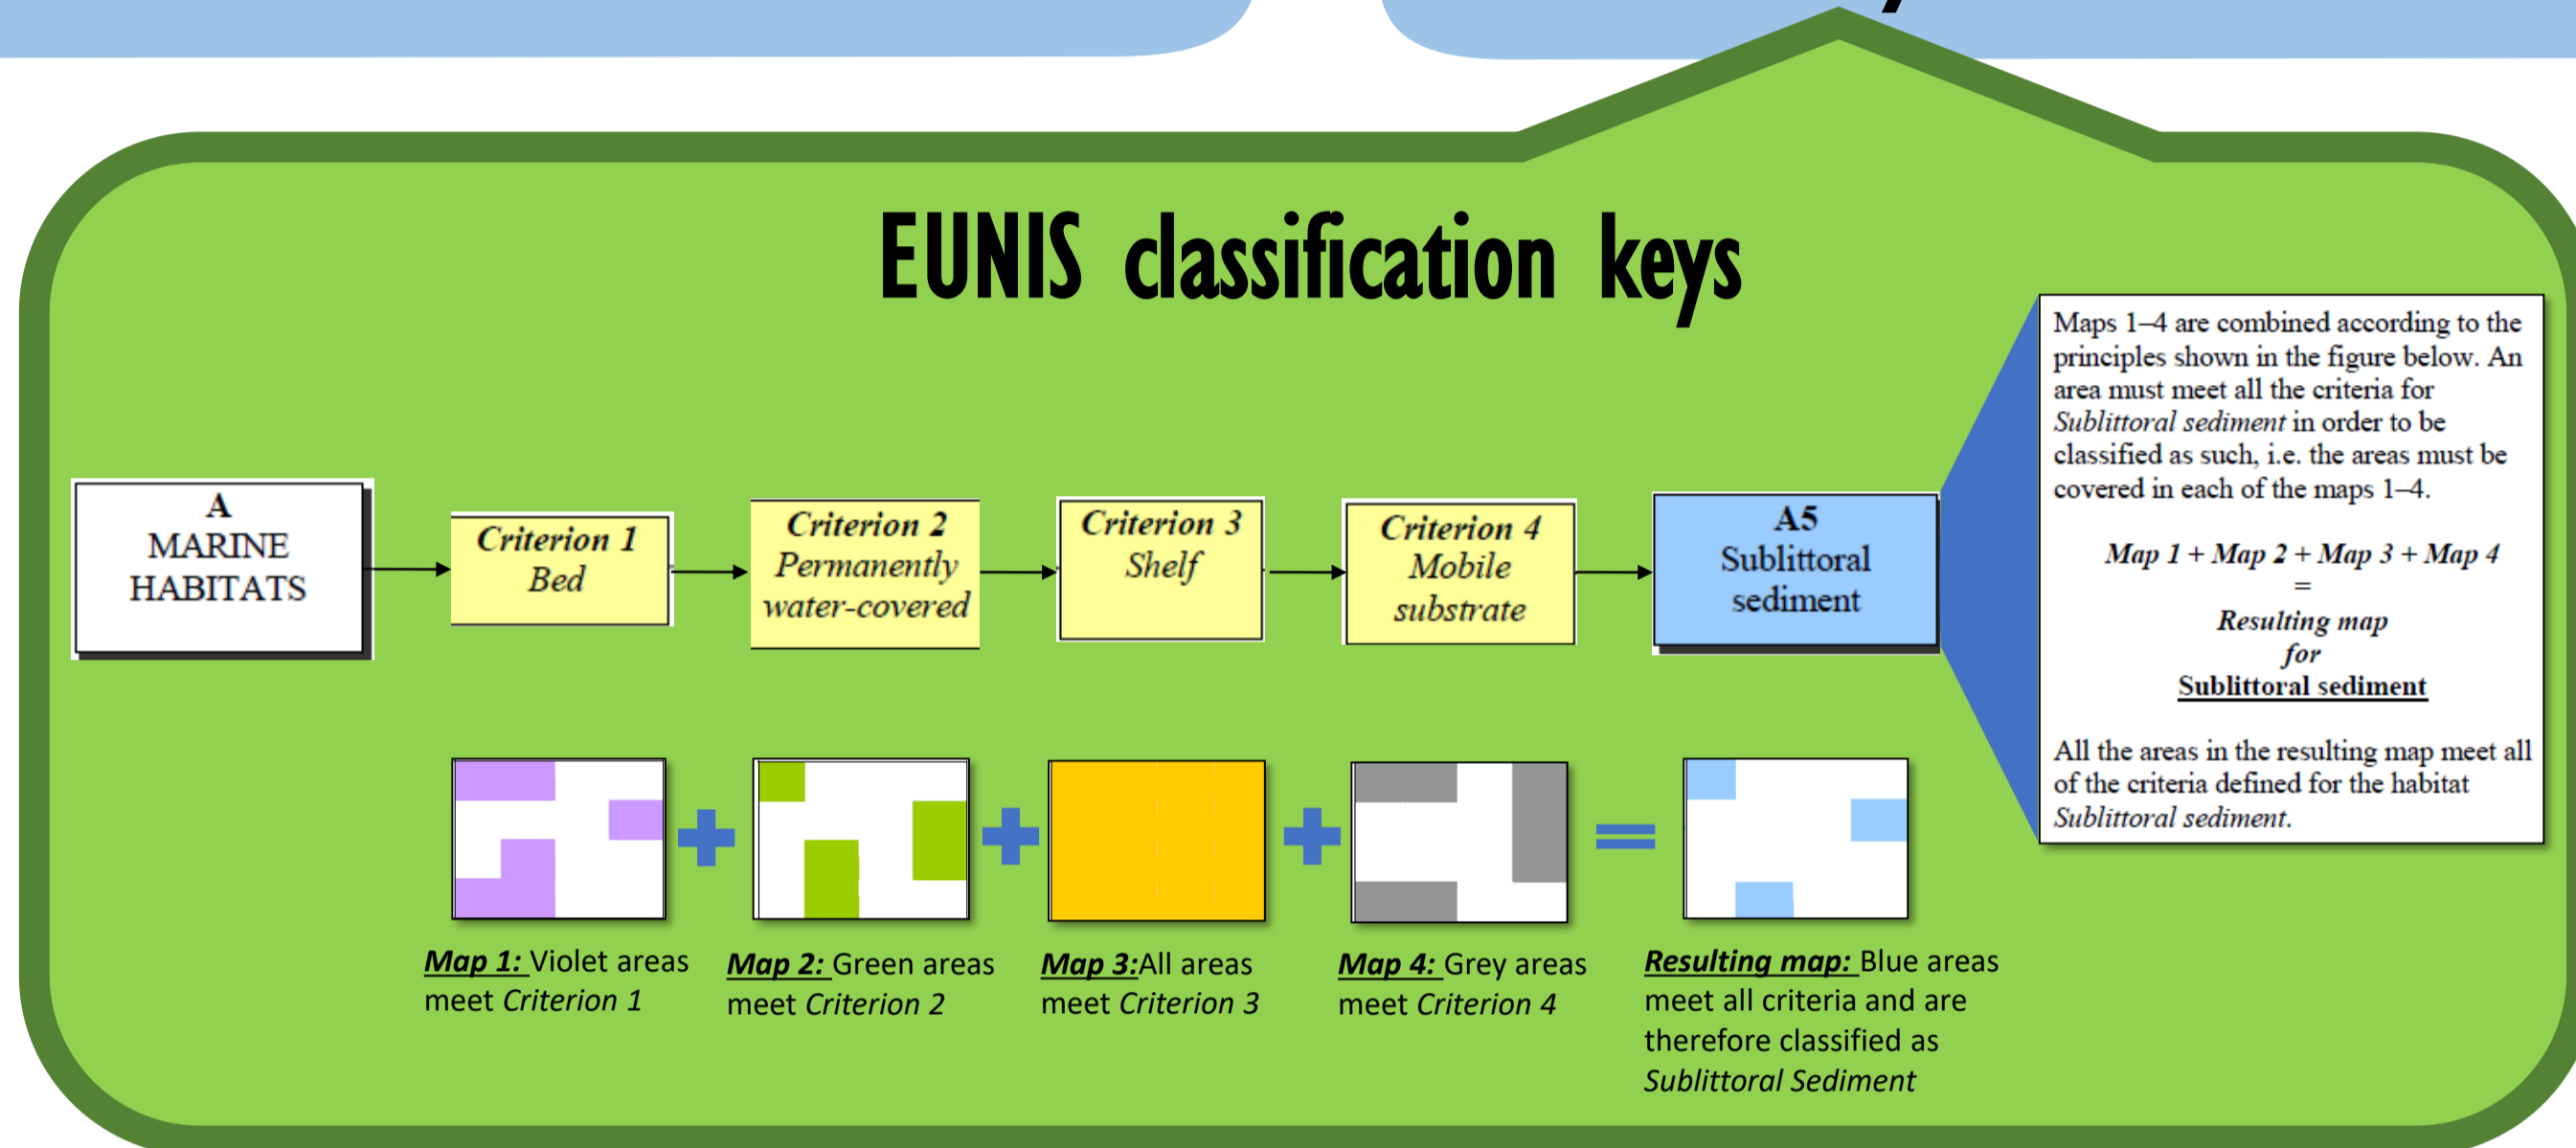 EUNIS classification keys
A
MARINE
HABITATS
Criterion 1
Bed
Criterion 2
Permanently
water-covered
Criterion 3
Shelf
Criterion 4
Mobile
substrate
A5
Sublittoral
sediment
Maps 1–4 are combined according to the
principles shown in the figure below. An
area must meet all the criteria for
Sublittoral sediment in order to be
classified as such, i.e. the areas must be
covered in each of the maps 1–4.
Map 1 + Map 2 + Map 3 + Map 4
=
Resulting map
for
Sublittoral sediment
All the areas in the resulting map meet all
of the criteria defined for the habitat
Sublittoral sediment.
Map 1: Violet areas
meet Criterion 1
Map 2: Green areas
meet Criterion 2
Map 3:All areas
meet Criterion 3
Map 4: Grey areas
meet Criterion 4
Resulting map: Blue areas
meet all criteria and are
therefore classified as
Sublittoral Sediment